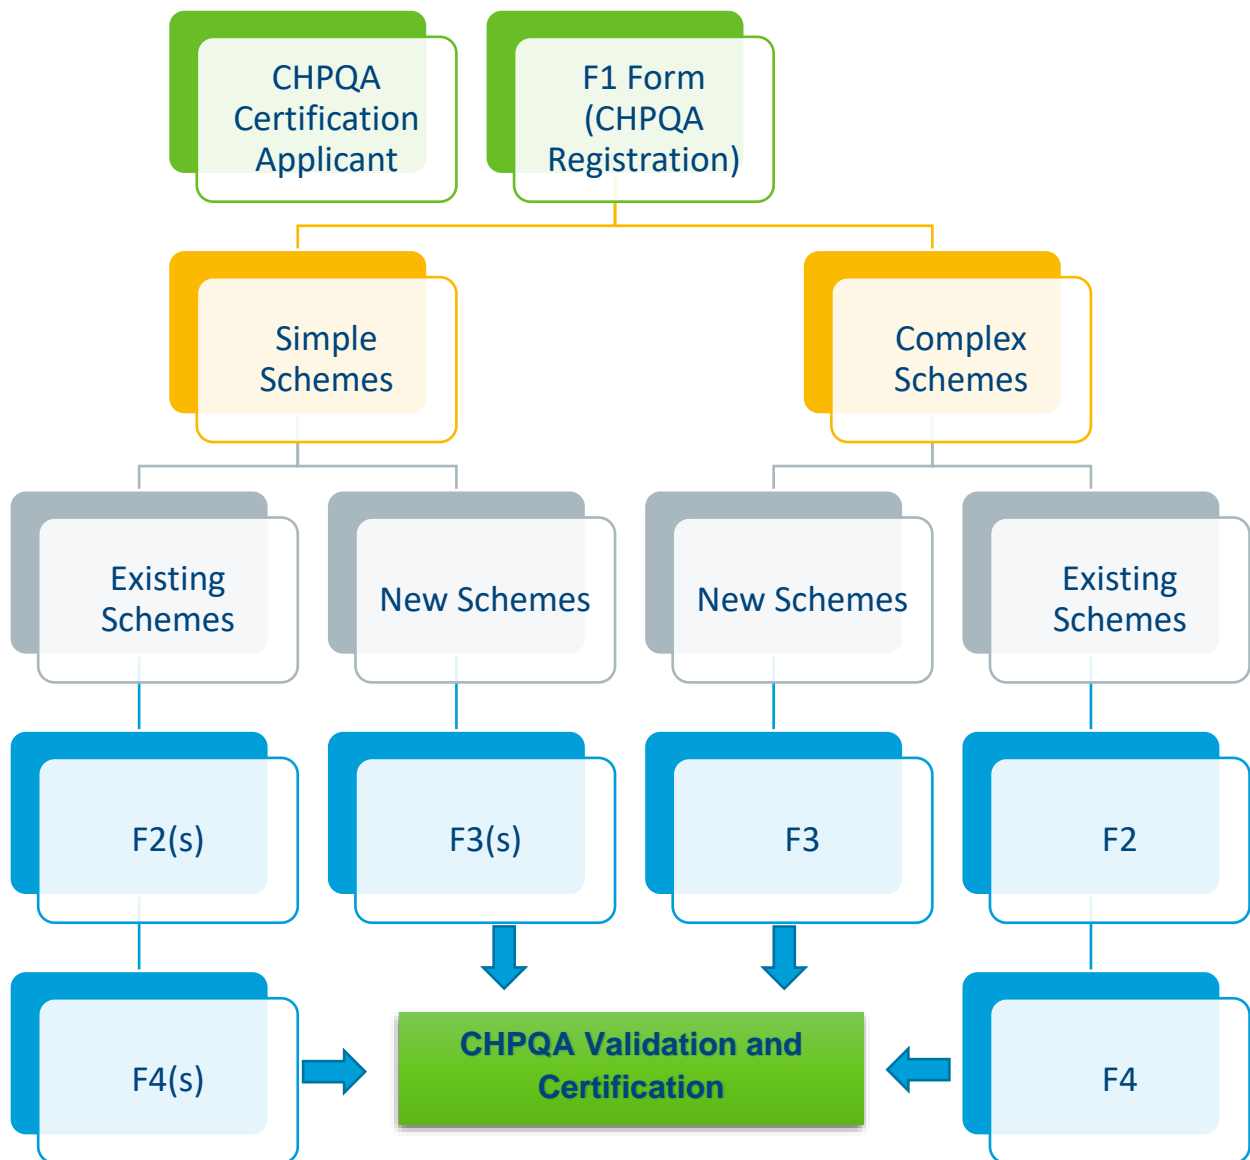 CHPQA
Certification
Applicant
F1 Form
(CHPQA
Registration)
Simple
Schemes
Complex
Schemes
Existing
Schemes
New Schemes
New Schemes
Existing
Schemes
F2(s)
F3(s)
F3
F2
F4(s)
CHPQA Validation and
Certification
F4